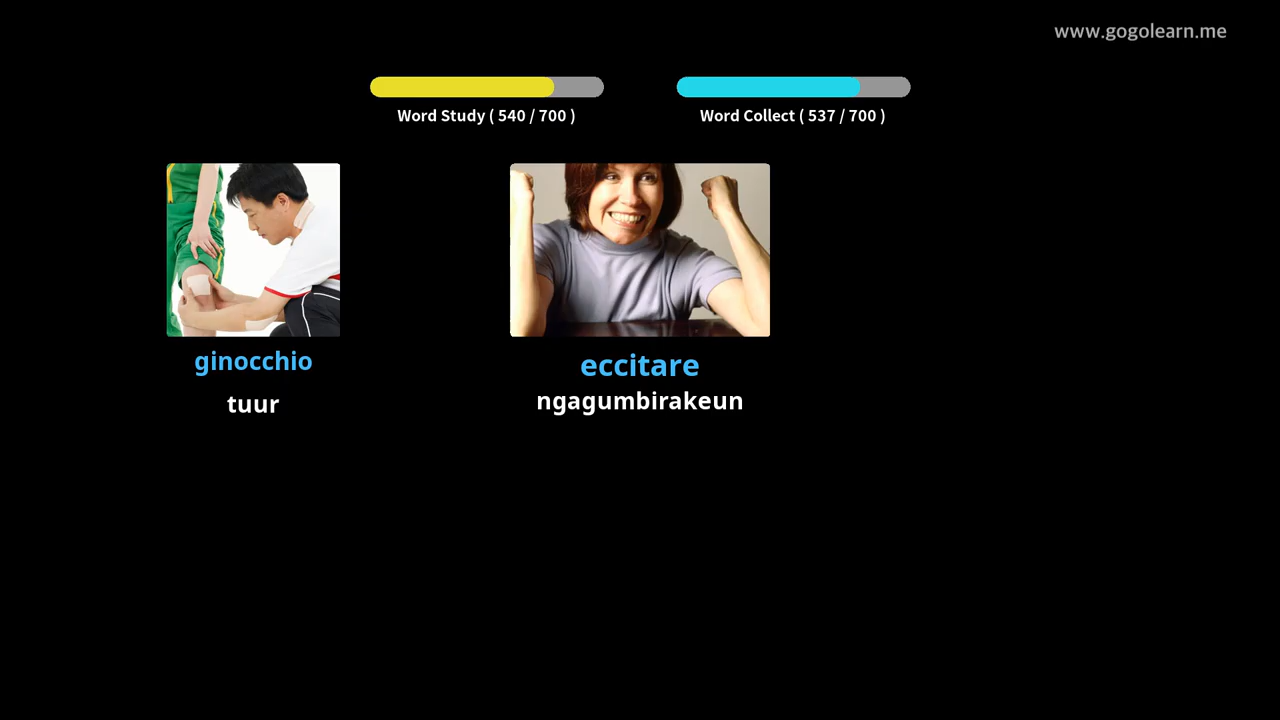 www.gogolearn.me
Word Study ( 540 / 700 )
Word Collect ( 537 / 700 )
ginocchio
tuur
eccitare
ngagumbirakeun